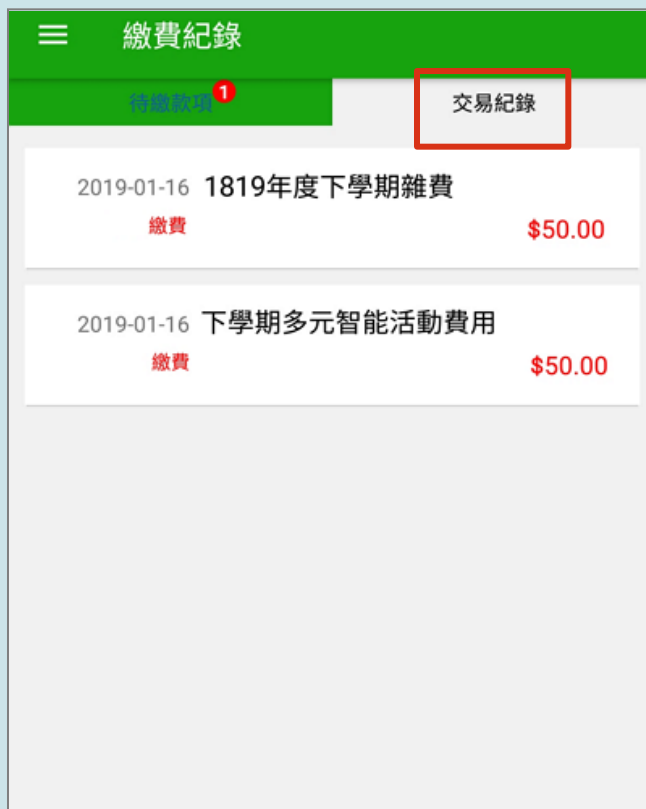 繳費紀錄
待繳款項 1
交易紀錄
2019-01-16 1819年度下學期雜費
繳費
$50.00
2019-01-16 下學期多元智能活動費用
繳費
$50.00